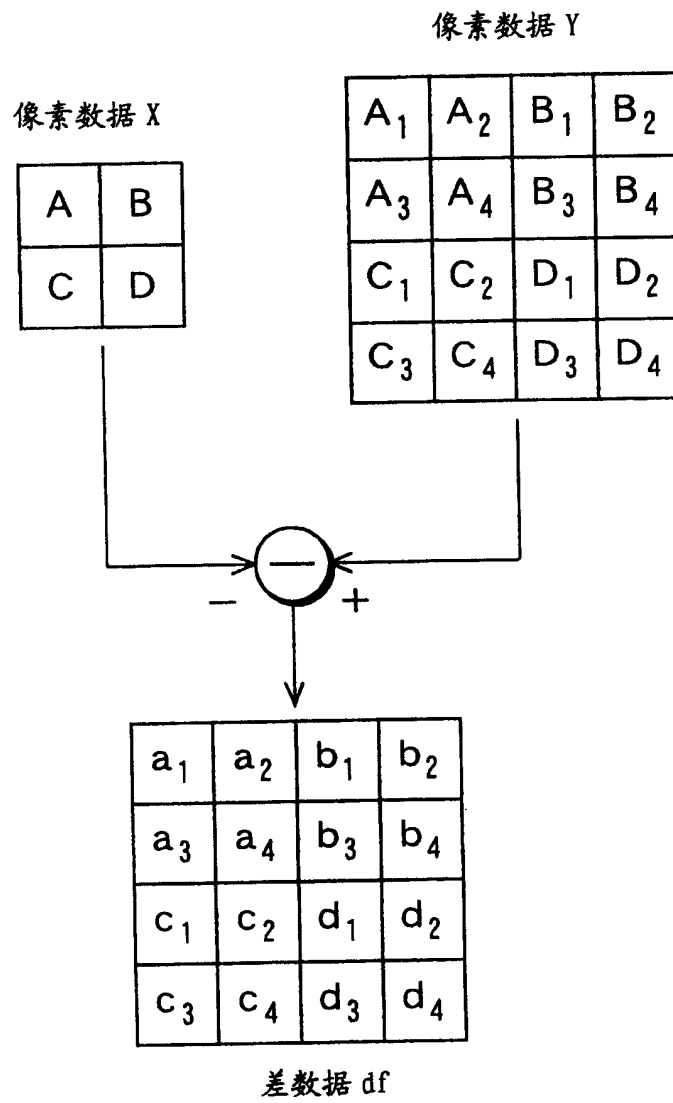 像素数据 Y
像素数据 X
A₁ A₂ B₁ B₂
A₃ A₄ B₃ B₄
C₁ C₂ D₁ D₂
C₃ C₄ D₃ D₄
A B
C D
− − +
a₁ a₂ b₁ b₂
a₃ a₄ b₃ b₄
c₁ c₂ d₁ d₂
c₃ c₄ d₃ d₄
差数据 df